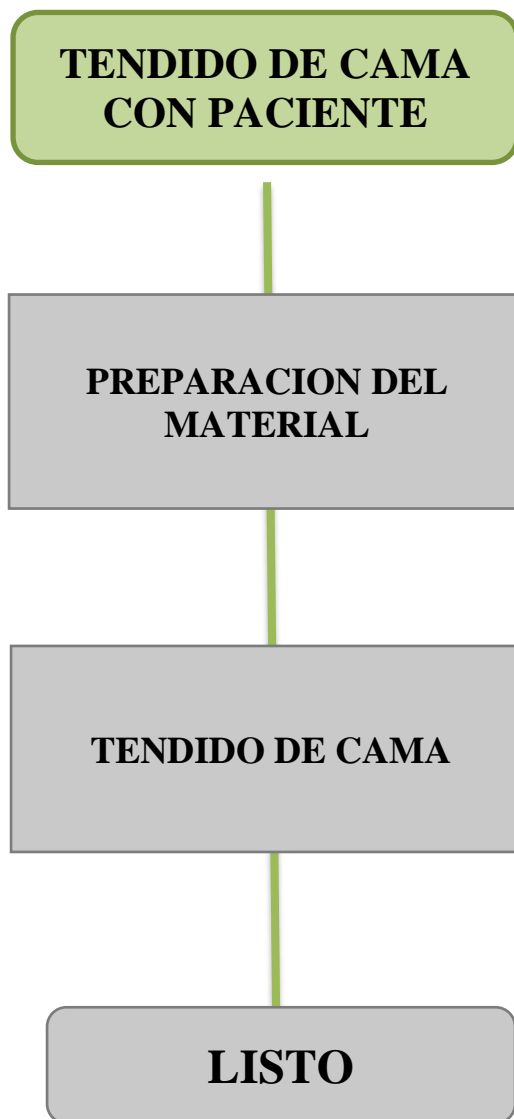 TENDIDO DE CAMA
CON PACIENTE
PREPARACION DEL
MATERIAL
TENDIDO DE CAMA
LISTO